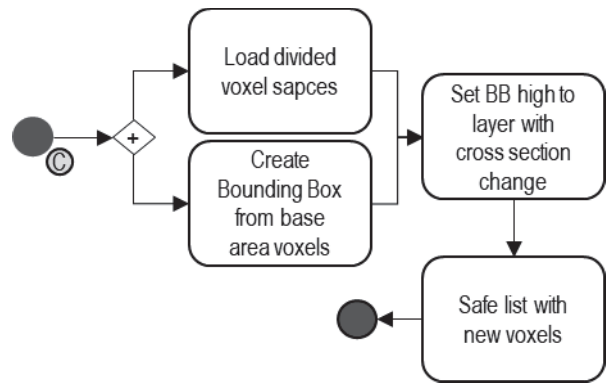 Load divided
voxel sapces
+
C
Create
Bounding Box
from base
area voxels
Set BB high to
layer with
cross section
change
Safe list with
new voxels